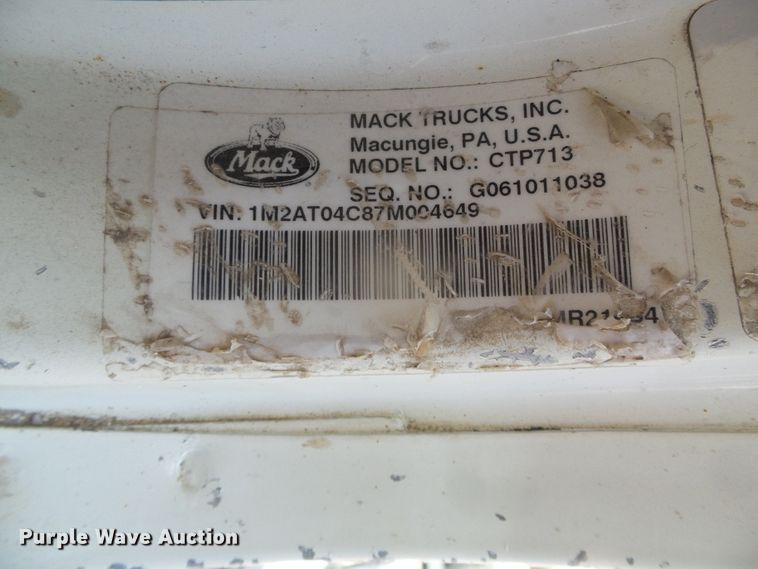 MACK TRUCKS, INC.
Macungie, PA, U.S.A.
Mack
MODEL NO.: CTP713
SEQ. NO.: G061011038
VIN: 1M2AT04C87M004649
Purple Wave Auction